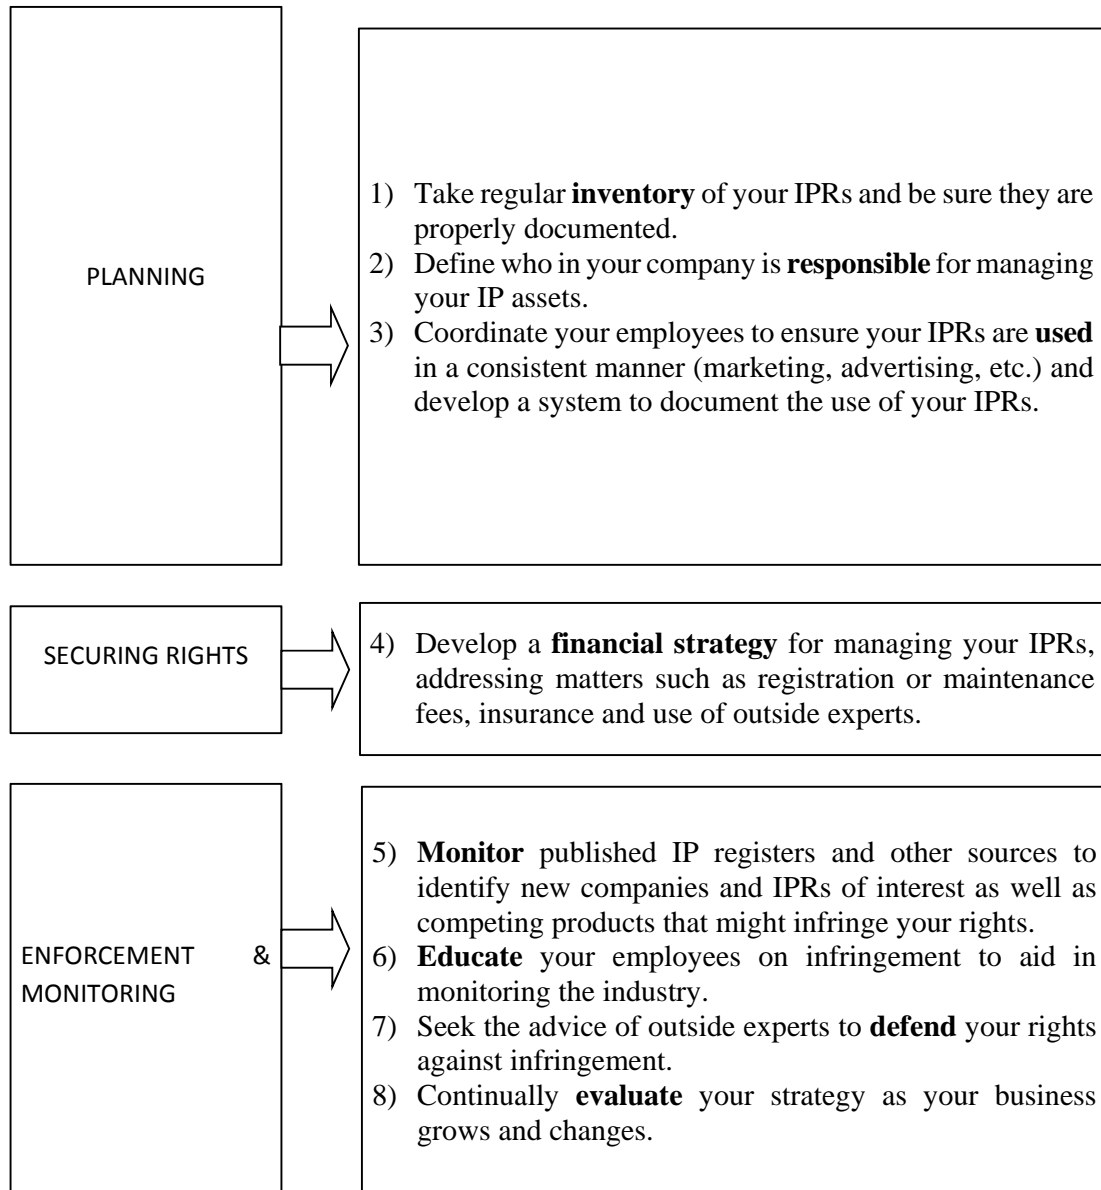 PLANNING
1) Take regular inventory of your IPRs and be sure they are
properly documented.
2) Define who in your company is responsible for managing
your IP assets.
3) Coordinate your employees to ensure your IPRs are used
in a consistent manner (marketing, advertising, etc.) and
develop a system to document the use of your IPRs.
SECURING RIGHTS
4) Develop a financial strategy for managing your IPRs,
addressing matters such as registration or maintenance
fees, insurance and use of outside experts.
ENFORCEMENT &
MONITORING
5) Monitor published IP registers and other sources to
identify new companies and IPRs of interest as well as
competing products that might infringe your rights.
6) Educate your employees on infringement to aid in
monitoring the industry.
7) Seek the advice of outside experts to defend your rights
against infringement.
8) Continually evaluate your strategy as your business
grows and changes.